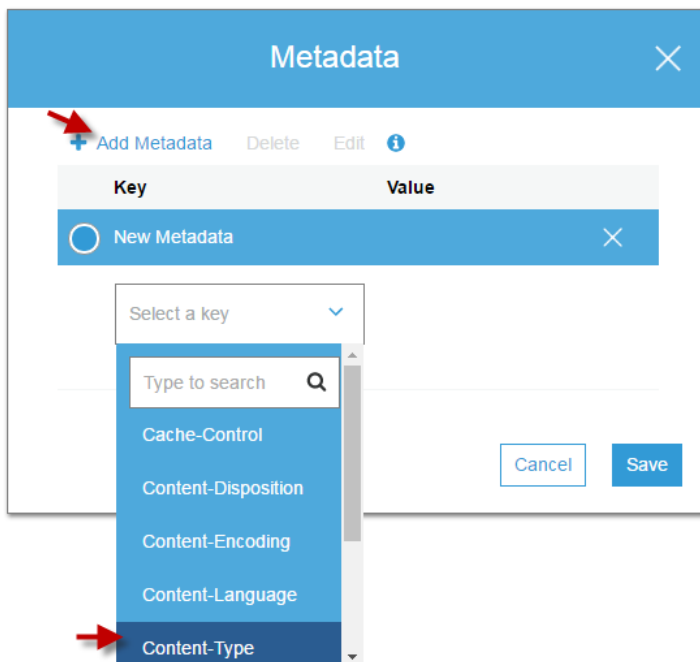 Metadata
Add Metadata Delete Edit
Key Value
New Metadata
Select a key
Type to search
Cache-Control
Content-Disposition
Content-Encoding
Cancel Save
Content-Language
Content-Type